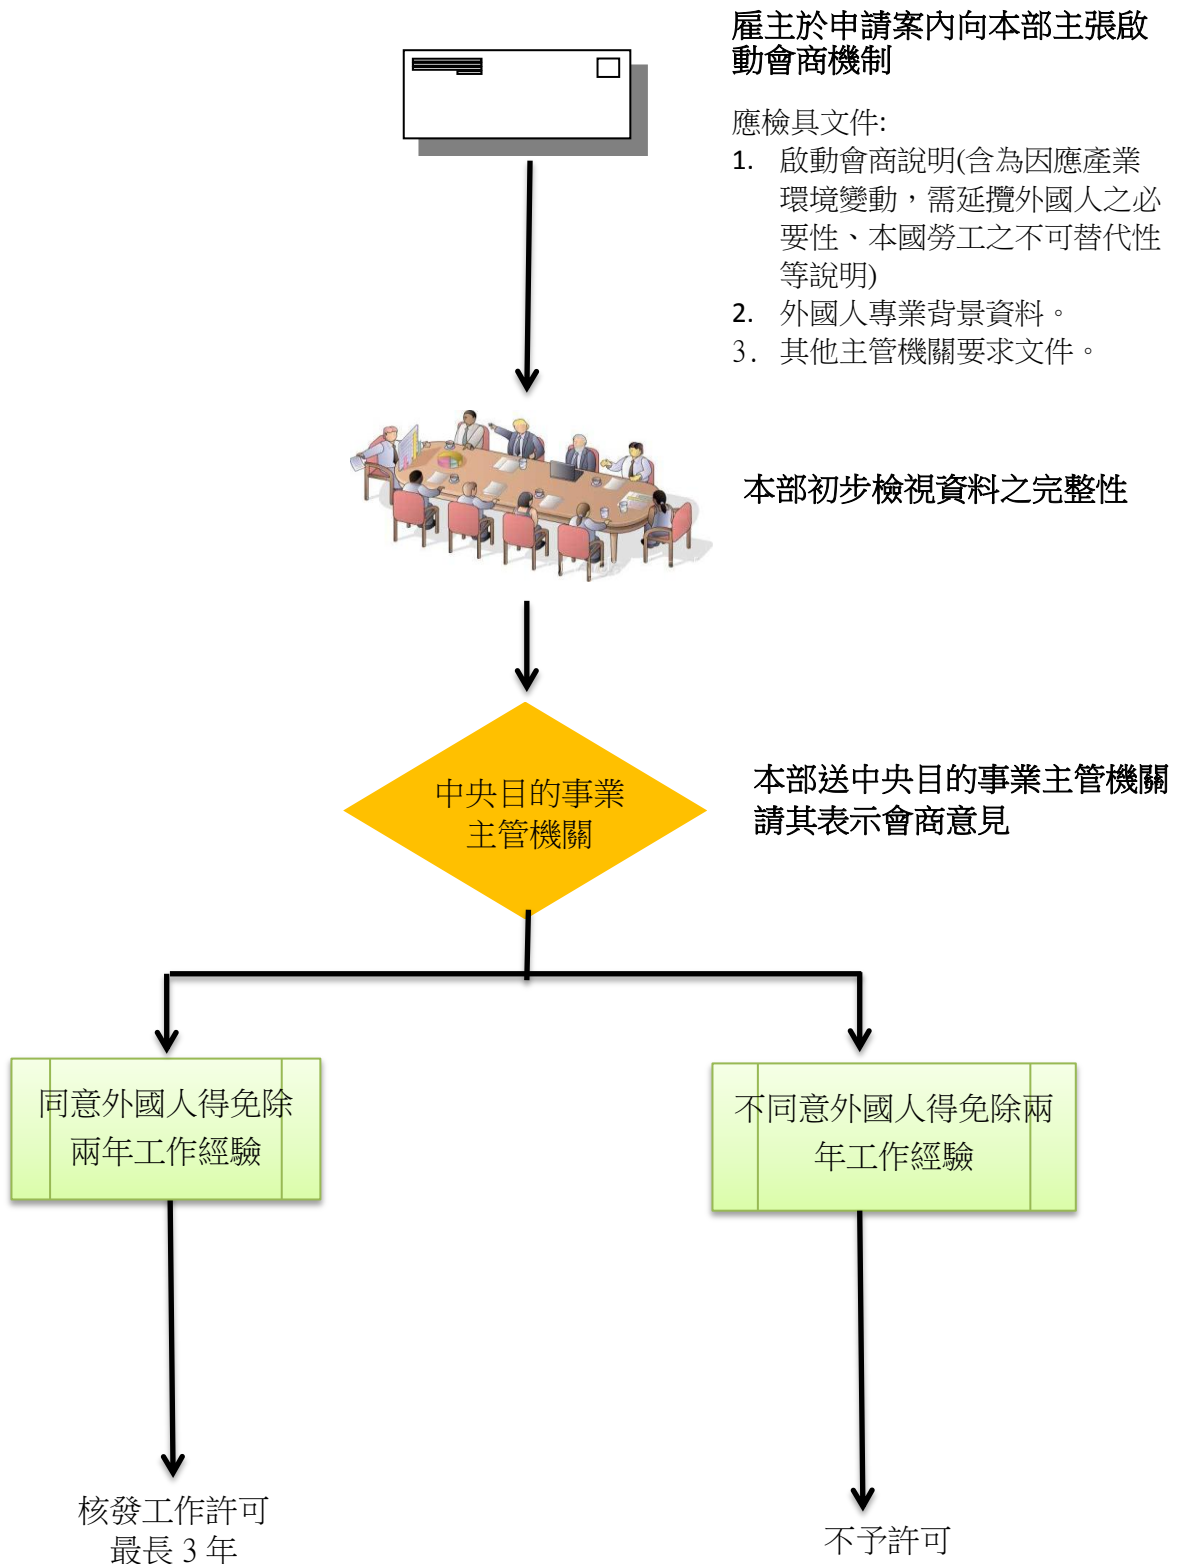 雇主於申請案內向本部主張啟
動會商機制
應檢具文件:
1. 啟動會商說明(含為因應產業
環境變動，需延攬外國人之必
要性、本國勞工之不可替代性
等說明)
2. 外國人專業背景資料。
3. 其他主管機關要求文件。
本部初步檢視資料之完整性
中央目的事業
主管機關
本部送中央目的事業主管機關
請其表示會商意見
同意外國人得免除
兩年工作經驗
不同意外國人得免除兩
年工作經驗
核發工作許可
最長 3 年
不予許可